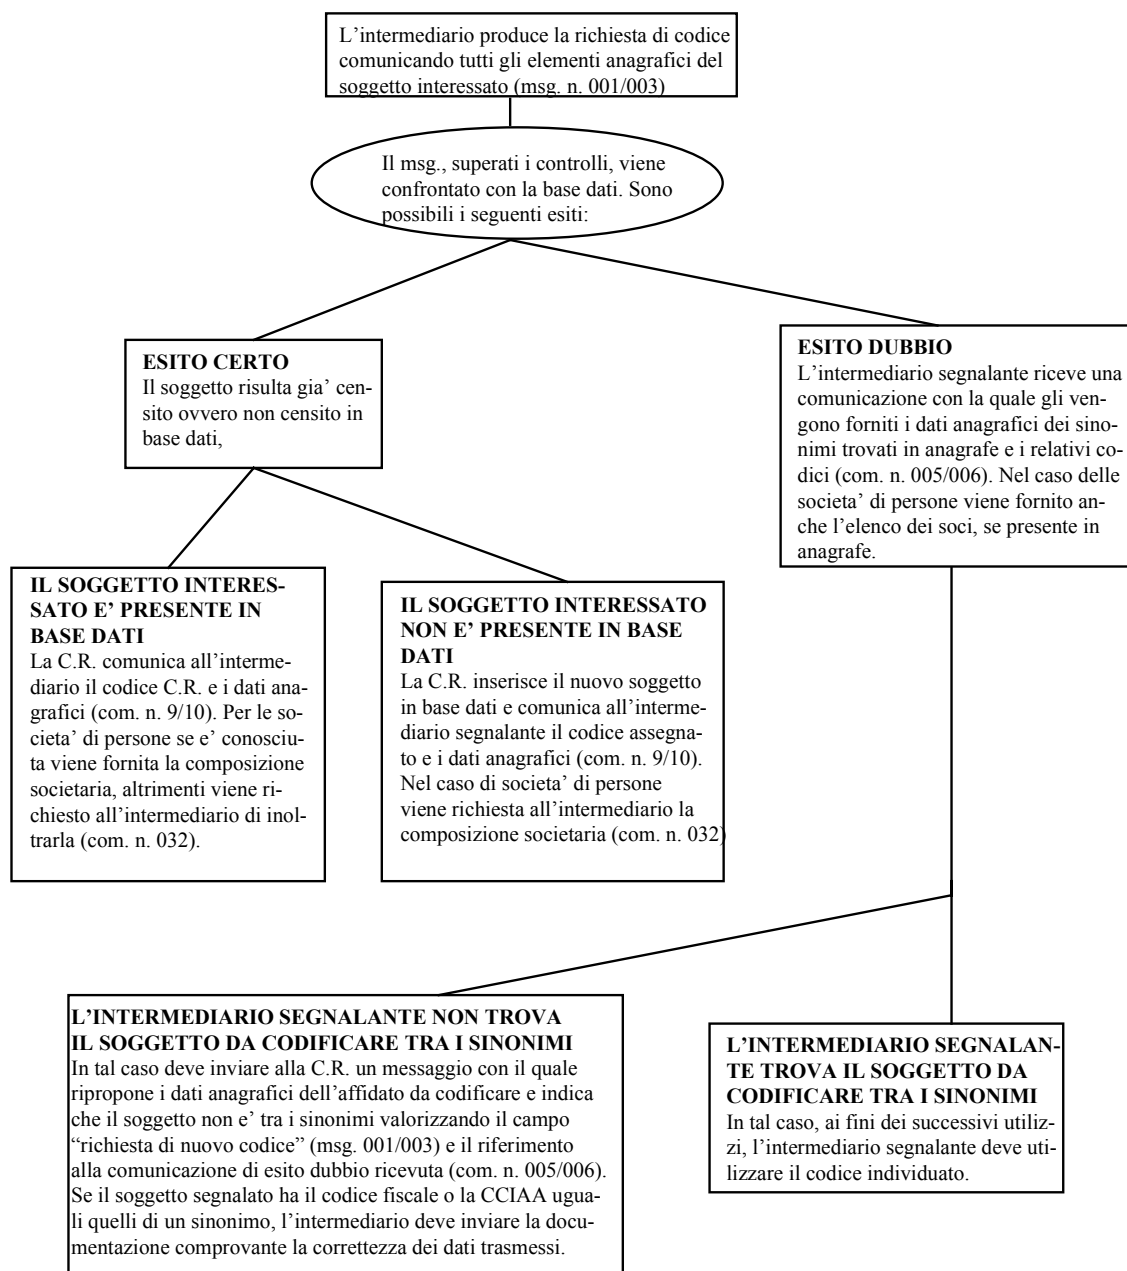 L'intermediario produce la richiesta di codice
comunicando tutti gli elementi anagrafici del
soggetto interessato (msg. n. 001/003)
Il msg., superati i controlli, viene
confrontato con la base dati. Sono
possibili i seguenti esiti:
ESITO CERTO
Il soggetto risulta gia' cen-
sito ovvero non censito in
base dati,
ESITO DUBBIO
L'intermediario segnalante riceve una
comunicazione con la quale gli ven-
gono forniti i dati anagrafici dei sino-
nimi trovati in anagrafe e i relativi co-
dici (com. n. 005/006). Nel caso delle
societa' di persone viene fornito an-
che l'elenco dei soci, se presente in
anagrafe.
IL SOGGETTO INTERES-
SATO E' PRESENTE IN
BASE DATI
La C.R. comunica all'interme-
diario il codice C.R. e i dati ana-
grafici (com. n. 9/10). Per le so-
cieta' di persone se e' conosciu-
ta viene fornita la composizione
societaria, altrimenti viene ri-
chiesto all'intermediario di inol-
trarla (com. n. 032).
IL SOGGETTO INTERESSATO
NON E' PRESENTE IN BASE
DATI
La C.R. inserisce il nuovo soggetto
in base dati e comunica all'interme-
diario segnalante il codice assegna-
to e i dati anagrafici (com. n. 9/10).
Nel caso di societa' di persone
viene richiesta all'intermediario la
composizione societaria (com. n. 032)
L'INTERMEDIARIO SEGNALANTE NON TROVA
IL SOGGETTO DA CODIFICARE TRA I SINONIMI
In tal caso deve inviare alla C.R. un messaggio con il quale
ripropone i dati anagrafici dell'affidato da codificare e indica
che il soggetto non e' tra i sinonimi valorizzando il campo
"richiesta di nuovo codice" (msg. 001/003) e il riferimento
alla comunicazione di esito dubbio ricevuta (com. n. 005/006).
Se il soggetto segnalato ha il codice fiscale o la CCIAA ugua-
li quelli di un sinonimo, l'intermediario deve inviare la docu-
mentazione comprovante la correttezza dei dati trasmessi.
L'INTERMEDIARIO SEGNALAN-
TE TROVA IL SOGGETTO DA
CODIFICARE TRA I SINONIMI
In tal caso, ai fini dei successivi utiliz-
zi, l'intermediario segnalante deve uti-
lizzare il codice individuato.